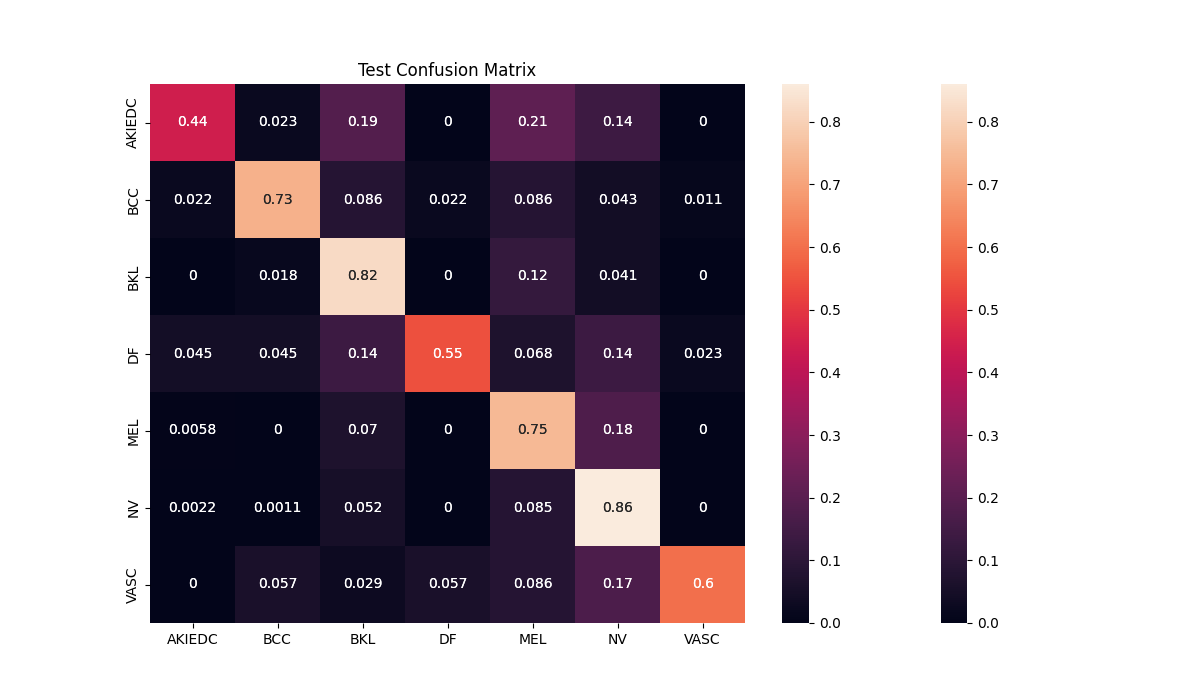 Test Confusion Matrix
AKIEDC 0.44 0.023 0.19 0 0.21 0.14 0
BCC 0.022 0.73 0.086 0.022 0.086 0.043 0.011
BKL 0 0.018 0.82 0 0.12 0.041 0
DF 0.045 0.045 0.14 0.55 0.068 0.14 0.023
MEL 0.0058 0 0.07 0 0.75 0.18 0
NV 0.0022 0.0011 0.052 0 0.085 0.86 0
VASC 0 0.057 0.029 0.057 0.086 0.17 0.6
AKIEDC BCC BKL DF MEL NV VASC
0.8
0.7
0.6
0.5
0.4
0.3
0.2
0.1
0.0
0.8
0.7
0.6
0.5
0.4
0.3
0.2
0.1
0.0